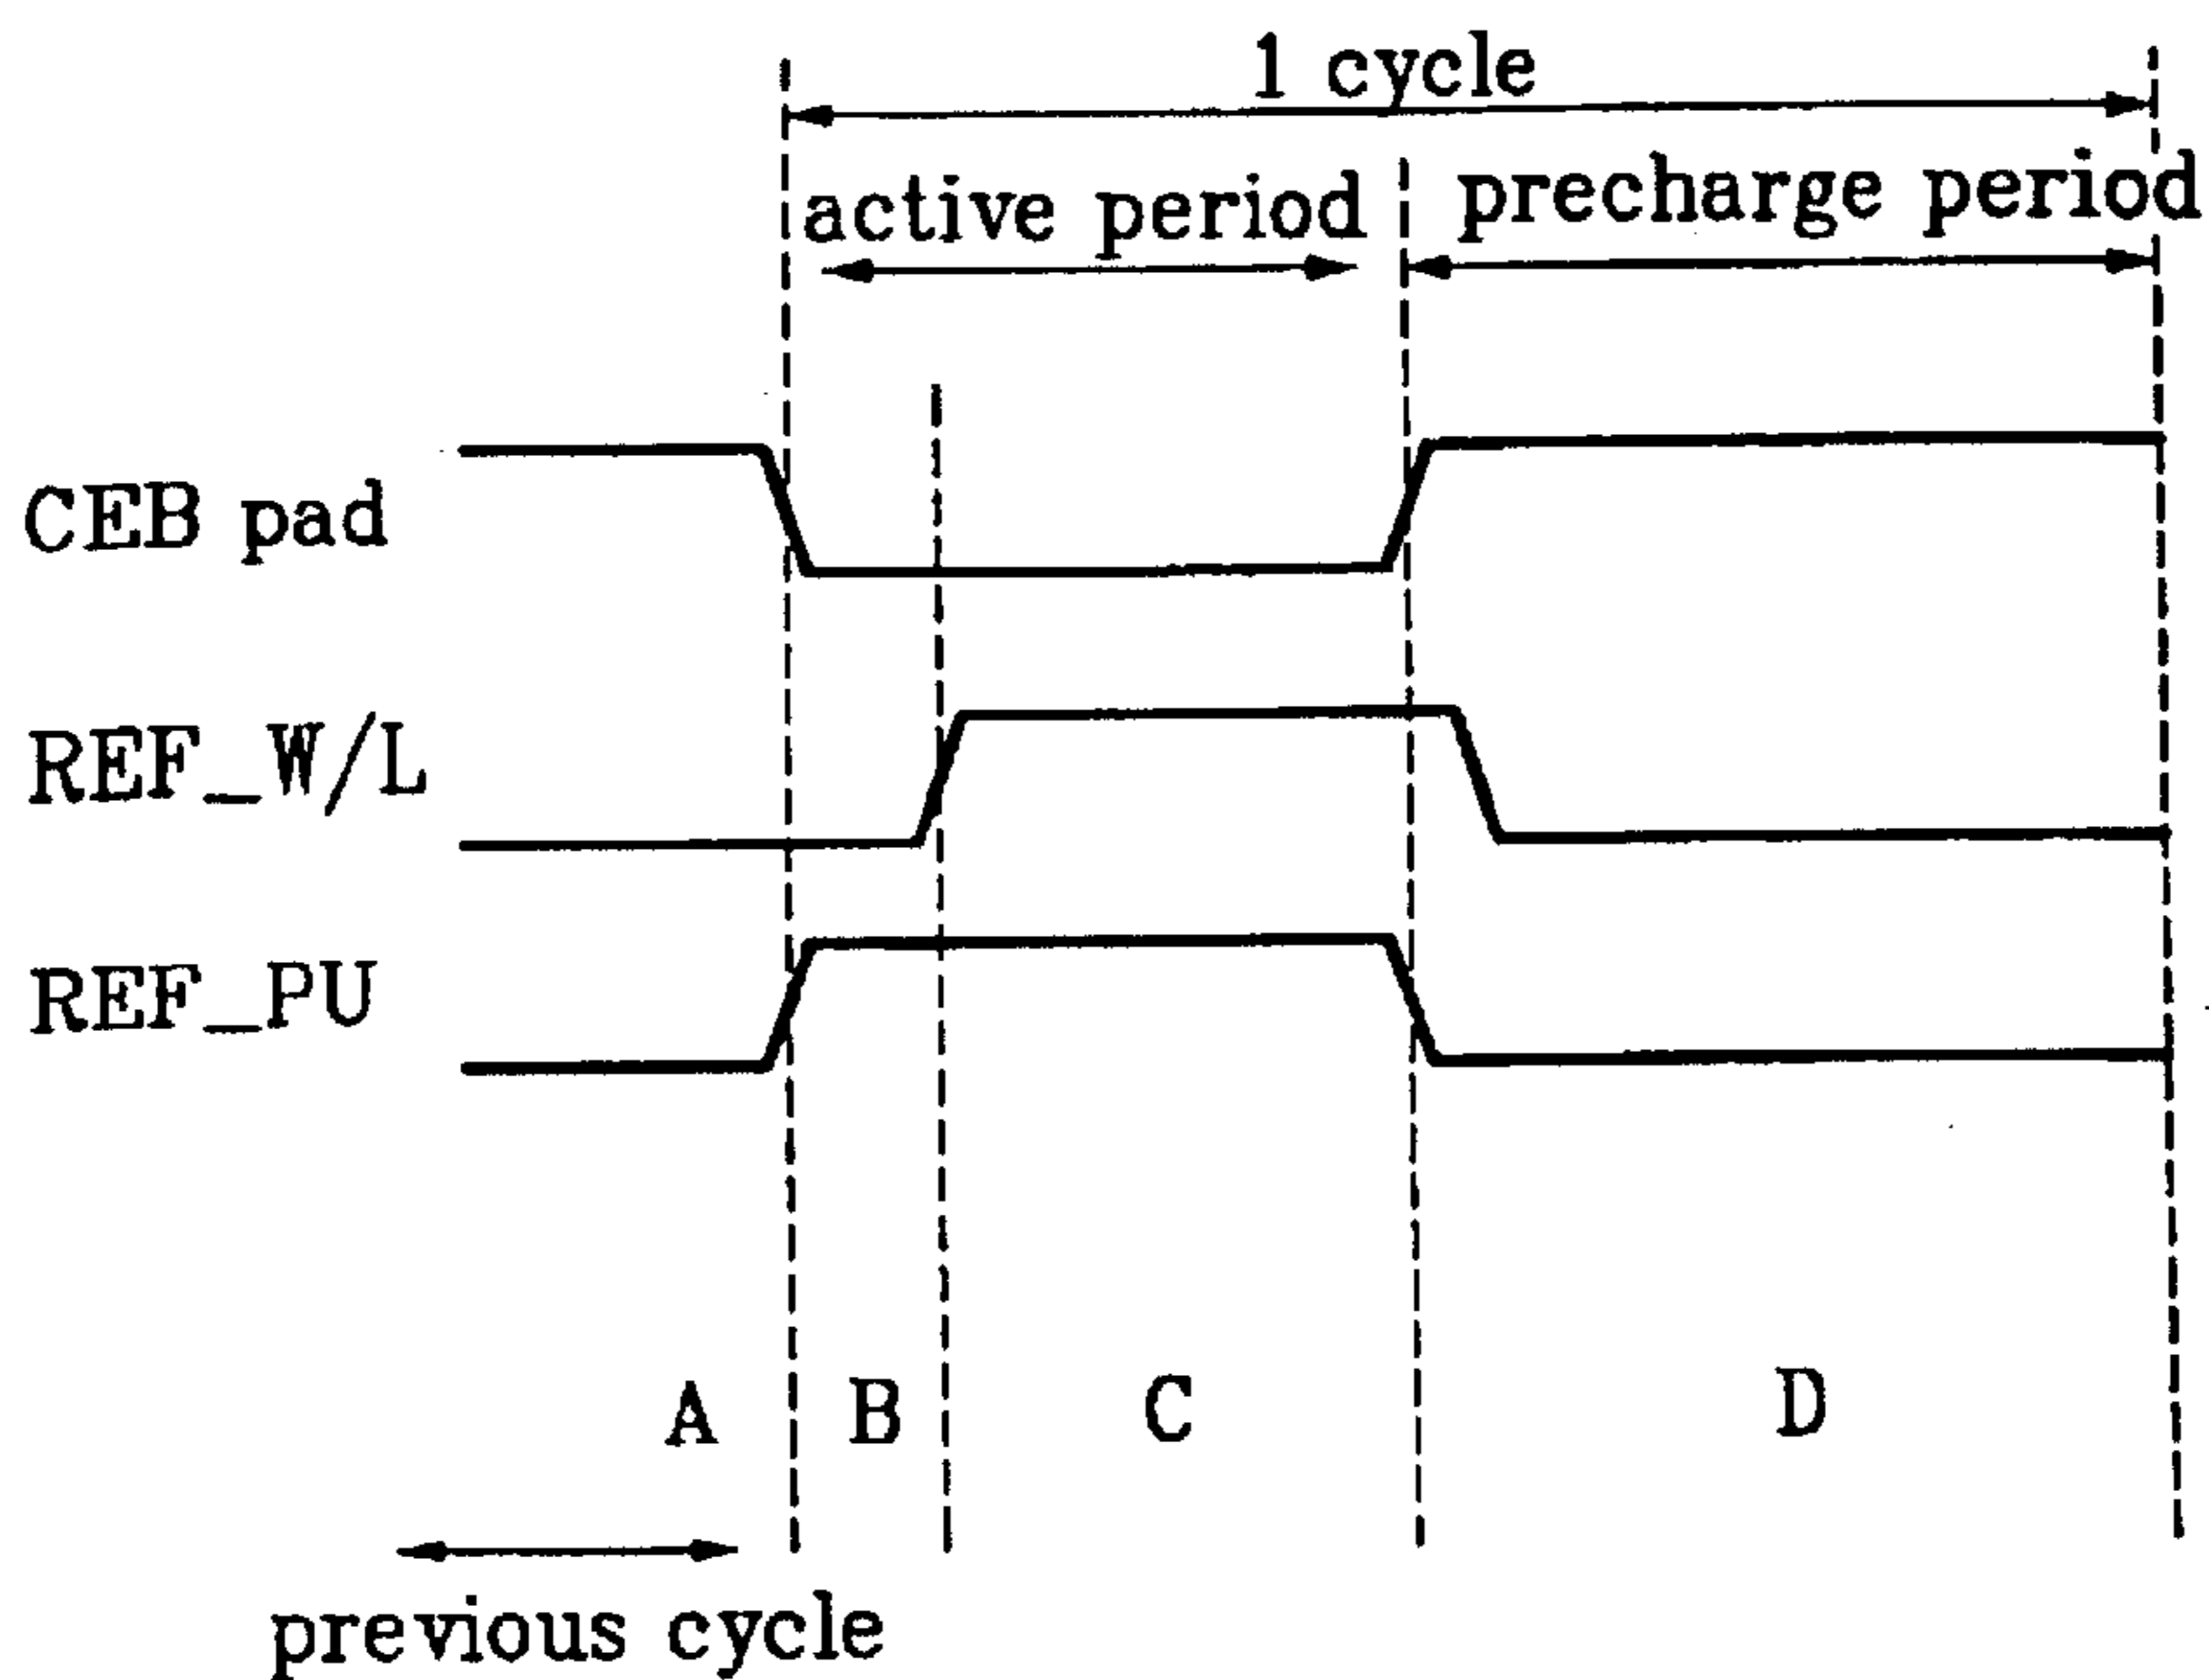 1 cycle
active period
precharge period
CEB pad
REF_W/L
REF_PU
A B C D
previous cycle